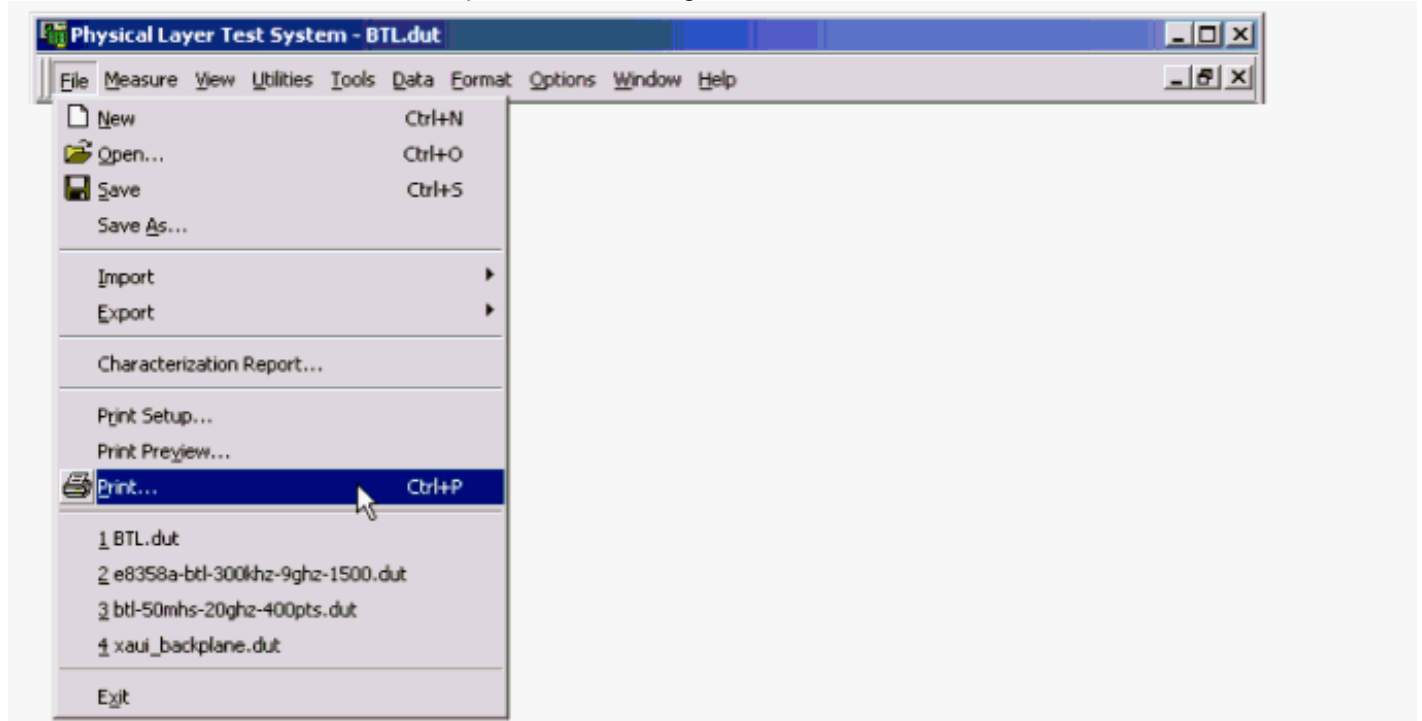 Physical Layer Test System - BTL.dut
File Measure View Utilities Tools Data Format Options Window Help
New Ctrl+N
Open... Ctrl+O
Save Ctrl+S
Save As...
Import
Export
Characterization Report...
Print Setup...
Print Preview...
Print... Ctrl+P
1 BTL.dut
2 e8358a-btl-300khz-9ghz-1500.dut
3 btl-50mhs-20ghz-400pts.dut
4 xaui_backplane.dut
Exit